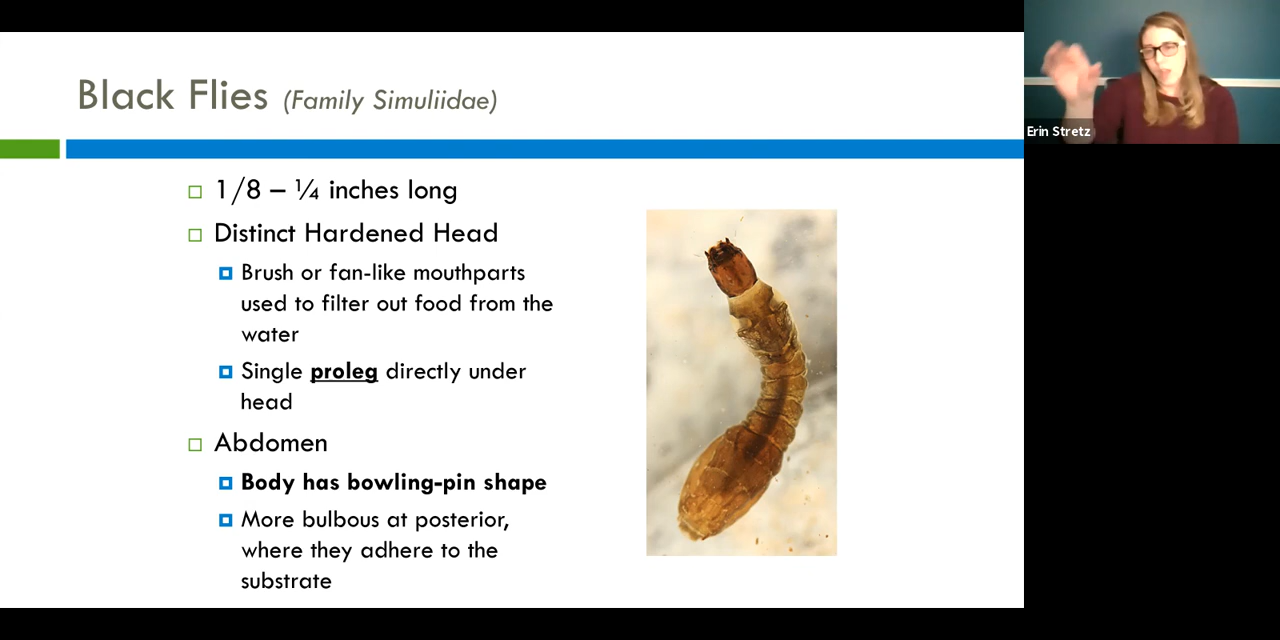 Black Flies (Family Simuliidae)
1/8 – ¼ inches long
Distinct Hardened Head
Brush or fan-like mouthparts
used to filter out food from the
water
Single proleg directly under
head
Abdomen
Body has bowling-pin shape
More bulbous at posterior,
where they adhere to the
substrate
Erin Stretz